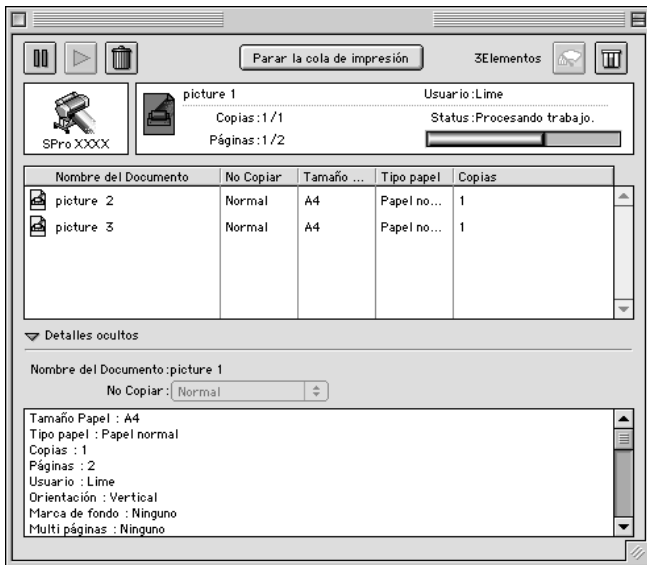 Parar la cola de impresión 3Elementos
picture 1 Usuario:Lime
Copias:1/1 Status:Procesando trabajo.
Páginas:1/2
SPro XXXX
Nombre del Documento No Copiar Tamaño ... Tipo papel Copias
picture 2 Normal A4 Papel no... 1
picture 3 Normal A4 Papel no... 1
Detalles ocultos
Nombre del Documento:picture 1
No Copiar: Normal
Tamaño Papel : A4
Tipo papel : Papel normal
Copias : 1
Páginas : 2
Usuario : Lime
Orientación : Vertical
Marca de fondo : Ninguno
Multi páginas : Ninguno